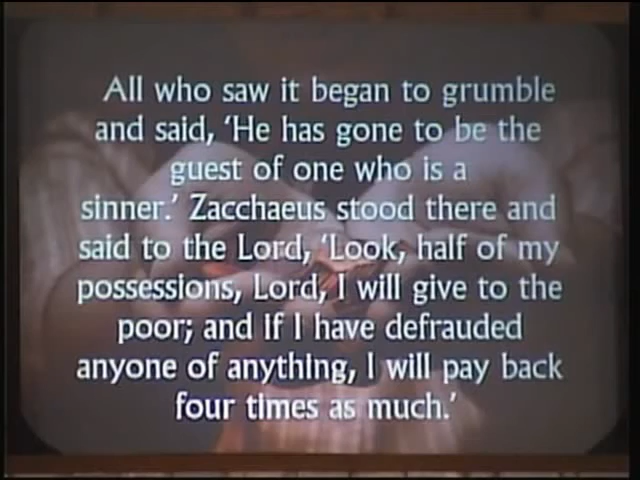 All who saw it began to grumble
and said, ‘He has gone to be the
guest of one who is a
sinner.’ Zacchaeus stood there and
said to the Lord, ‘Look, half of my
possessions, Lord, I will give to the
poor; and if I have defrauded
anyone of anything, I will pay back
four times as much.’